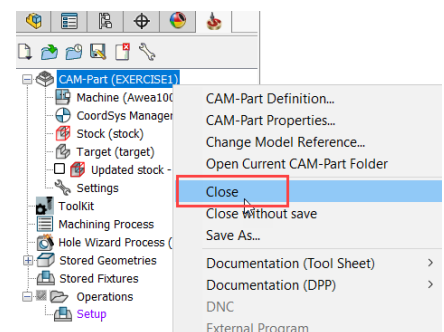 CAM-Part (EXERCISE1)
Machine (Awea100
CoordSys Manager
Stock (stock)
Target (target)
Updated stock -
Settings
ToolKit
Machining Process
Hole Wizard Process (
Stored Geometries
Stored Fixtures
Operations
Setup
CAM-Part Definition...
CAM-Part Properties...
Change Model Reference...
Open Current CAM-Part Folder
Close
Close without save
Save As...
Documentation (Tool Sheet)
Documentation (DPP)
DNC
External Program